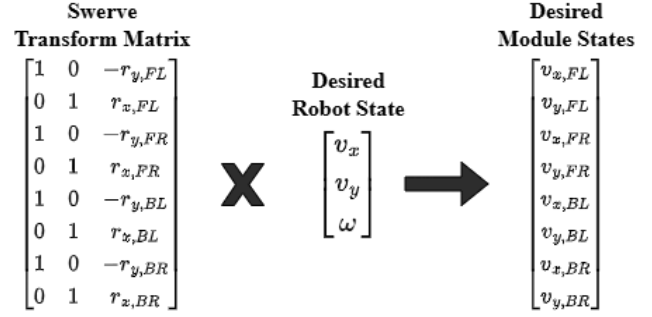 Swerve
Transform Matrix
1 0 −r_{y,FL}
0 1 r_{x,FL}
1 0 −r_{y,FR}
0 1 r_{x,FR}
1 0 −r_{y,BL}
0 1 r_{x,BL}
1 0 −r_{y,BR}
0 1 r_{x,BR}
X
Desired
Robot State
v_x
v_y
ω
Desired
Module States
v_{x,FL}
v_{y,FL}
v_{x,FR}
v_{y,FR}
v_{x,BL}
v_{y,BL}
v_{x,BR}
v_{y,BR}